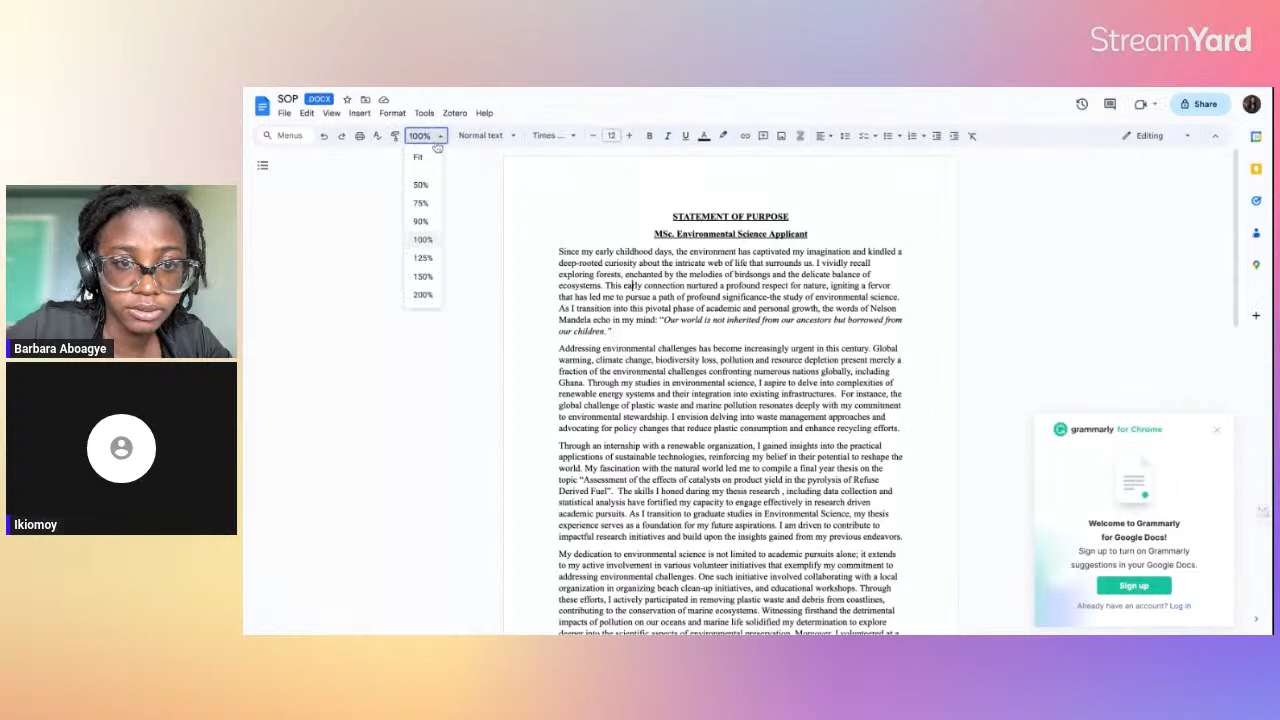 StreamYard
SOP DOCX
File Edit View Insert Format Tools Zotero Help
Share
Menus 100% Normal text Times ... 12 Editing
Fit
50%
75%
90%
100%
125%
150%
200%
STATEMENT OF PURPOSE
MSc. Environmental Science Applicant
Since my early childhood days, the environment has captivated my imagination and kindled a
deep-rooted curiosity about the intricate web of life that surrounds us. I vividly recall
exploring forests, enchanted by the melodies of birdsongs and the delicate balance of
ecosystems. This early connection nurtured a profound respect for nature, igniting a fervor
that has led me to pursue a path of profound significance-the study of environmental science.
As I transition into this pivotal phase of academic and personal growth, the words of Nelson
Mandela echo in my mind: “Our world is not inherited from our ancestors but borrowed from
our children.”
Addressing environmental challenges has become increasingly urgent in this century. Global
warming, climate change, biodiversity loss, pollution and resource depletion present merely a
fraction of the environmental challenges confronting numerous nations globally, including
Ghana. Through my studies in environmental science, I aspire to delve into complexities of
renewable energy systems and their integration into existing infrastructures. For instance, the
global challenge of plastic waste and marine pollution resonates deeply with my commitment
to environmental stewardship. I envision delving into waste management approaches and
advocating for policy changes that reduce plastic consumption and enhance recycling efforts.
Through an internship with a renewable organization, I gained insights into the practical
applications of sustainable technologies, reinforcing my belief in their potential to reshape the
world. My fascination with the natural world led me to compile a final year thesis on the
topic “Assessment of the effects of catalysts on product yield in the pyrolysis of Refuse
Derived Fuel”. The skills I honed during my thesis research , including data collection and
statistical analysis have fortified my capacity to engage effectively in research driven
academic pursuits. As I transition to graduate studies in Environmental Science, my thesis
experience serves as a foundation for my future aspirations. I am driven to contribute to
impactful research initiatives and build upon the insights gained from my previous endeavors.
My dedication to environmental science is not limited to academic pursuits alone; it extends
to my active involvement in various volunteer initiatives that exemplify my commitment to
addressing environmental challenges. One such initiative involved collaborating with a local
organization in organizing beach clean-up initiatives, and educational workshops. Through
these efforts, I actively participated in removing plastic waste and debris from coastlines,
contributing to the conservation of marine ecosystems. Witnessing firsthand the detrimental
impacts of pollution on our oceans and marine life solidified my determination to explore
deeper into the scientific aspects of environmental preservation. Moreover, I volunteered at a
grammarly for Chrome
Welcome to Grammarly
for Google Docs!
Sign up to turn on Grammarly
suggestions in your Google Docs.
Sign up
Already have an account? Log in
Barbara Aboagye
Ikiomoy